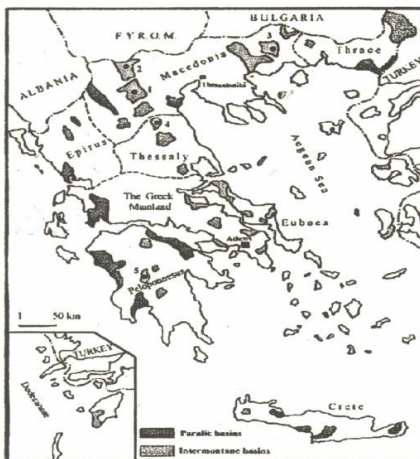 BULGARIA
F.Y.R.O.M.
ALBANIA
Macedonia
Thrace
TURKEY
Thessaloniki
2
3
1
4
Epirus
Thessaly
Aegean Sea
The Greek
Mainland
Euboea
Athens
5
Peloponnesus
50 km
TURKEY
Dodecanese
Crete
Paralic basins
Intermontane basins